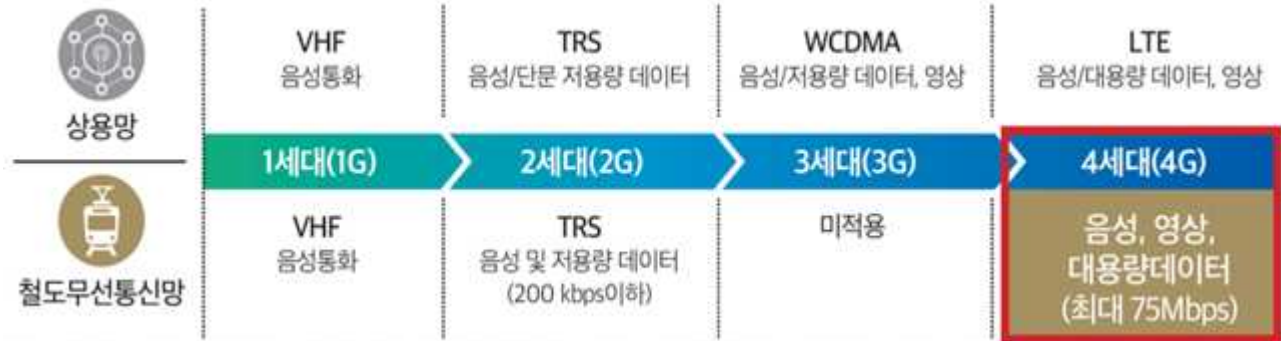 상용망
VHF
음성통화
TRS
음성/단문 저용량 데이터
WCDMA
음성/저용량 데이터, 영상
LTE
음성/대용량 데이터, 영상
1세대(1G)
2세대(2G)
3세대(3G)
4세대(4G)
철도무선통신망
VHF
음성통화
TRS
음성 및 저용량 데이터
(200 kbps이하)
미적용
음성, 영상,
대용량데이터
(최대 75Mbps)